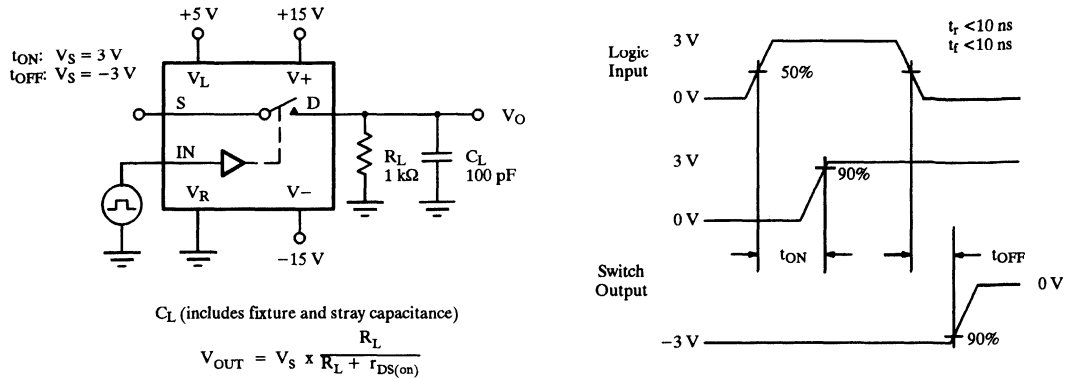 +5 V
+15 V
tON: VS = 3 V
tOFF: VS = −3 V
VL
V+
S
D
VO
IN
RL
1 kΩ
CL
100 pF
VR
V−
−15 V
CL (includes fixture and stray capacitance)
VOUT = VS x RL / RL + rDS(on)
Logic
Input
3 V
0 V
50%
tr <10 ns
tf <10 ns
3 V
0 V
90%
tON
tOFF
Switch
Output
0 V
−3 V
90%